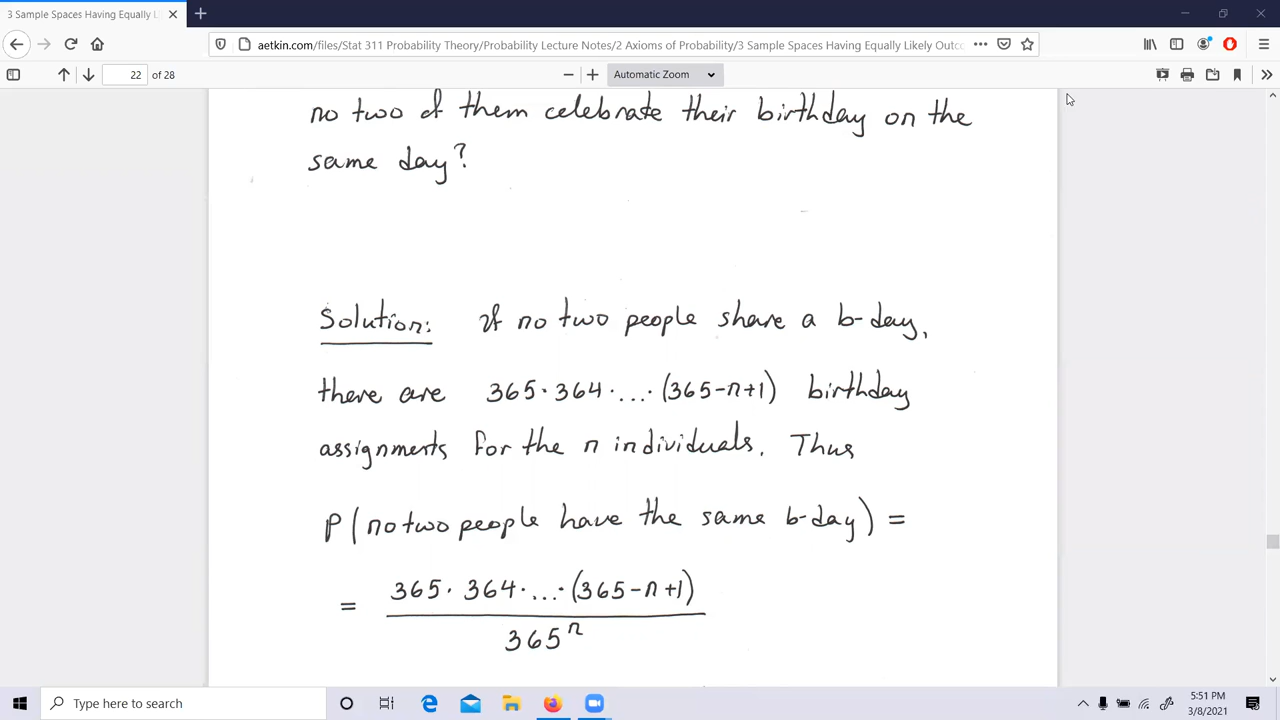 3 Sample Spaces Having Equally Li
aetkin.com/files/Stat 311 Probability Theory/Probability Lecture Notes/2 Axioms of Probability/3 Sample Spaces Having Equally Likely Outco
22 of 28
Automatic Zoom
no two of them celebrate their birthday on the
same day?
Solution: If no two people share a b-day,
there are 365·364·...·(365-n+1) birthday
assignments for the n individuals. Thus
P(no two people have the same b-day) =
= 365·364·...·(365-n+1)
365ⁿ
Type here to search
5:51 PM
3/8/2021